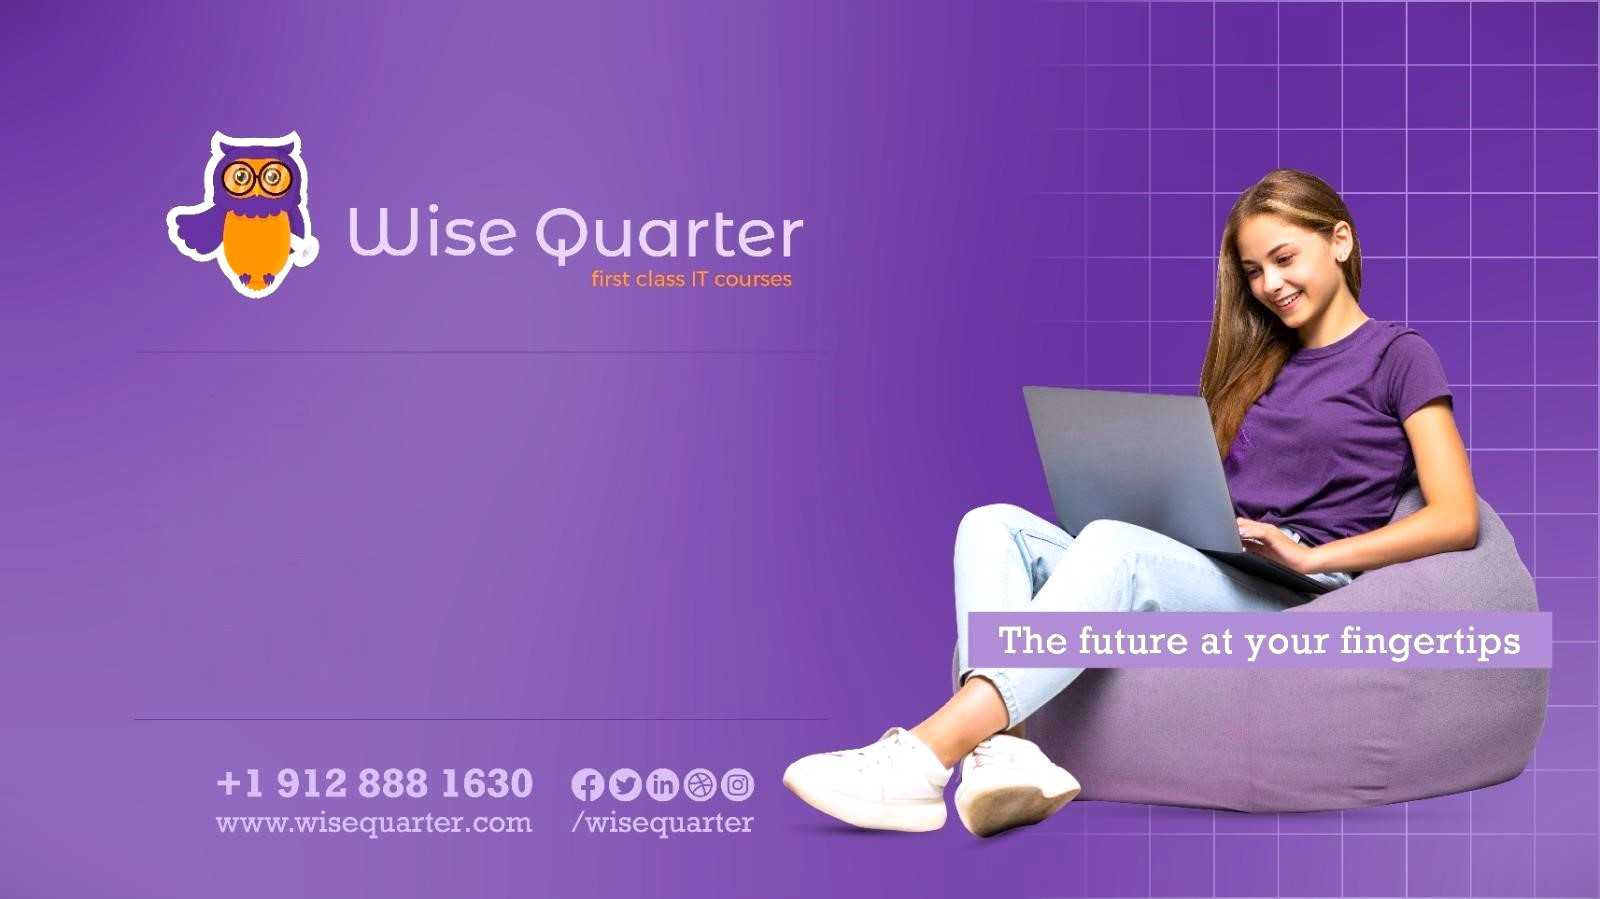 Wise Quarter
first class IT courses
The future at your fingertips
+1 912 888 1630
www.wisequarter.com
/wisequarter